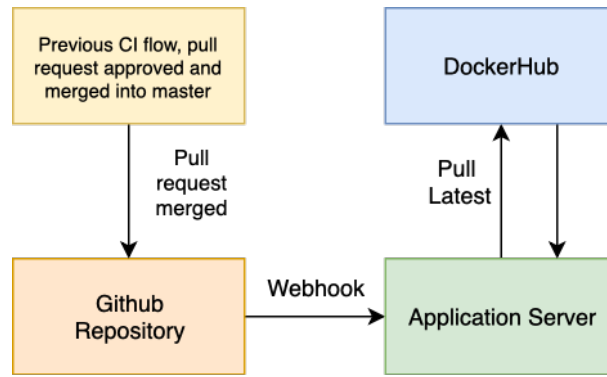 Previous CI flow, pull
request approved and
merged into master
DockerHub
Pull
request
merged
Pull
Latest
Github
Repository
Webhook
Application Server